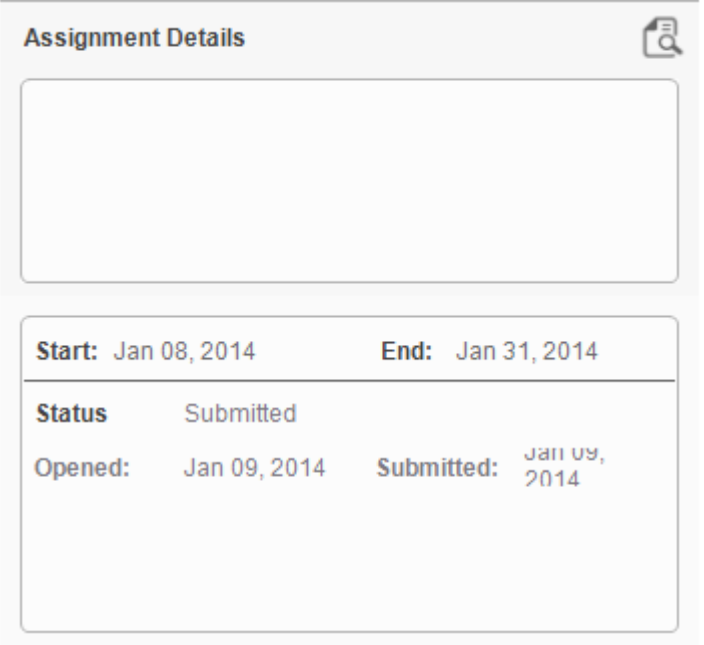 Assignment Details
Start: Jan 08, 2014 End: Jan 31, 2014
Status Submitted
Opened: Jan 09, 2014 Submitted: Jan 09,
2014